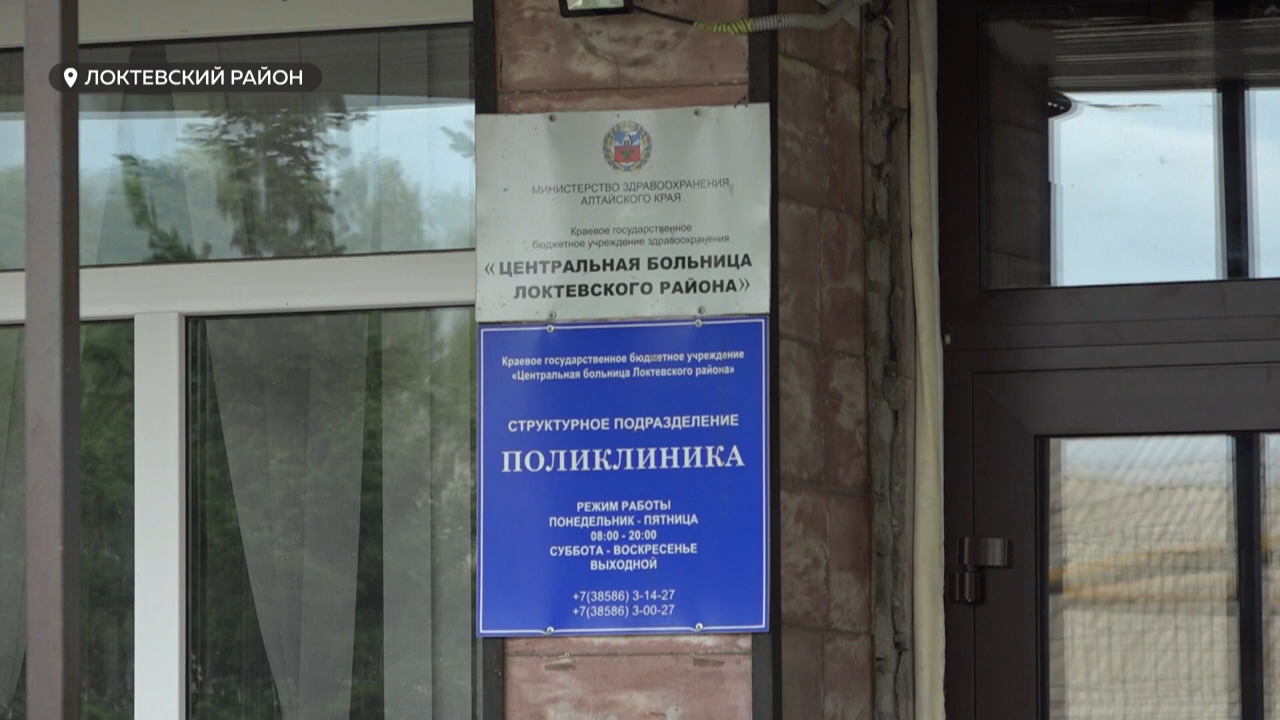 ЛОКТЕВСКИЙ РАЙОН
МИНИСТЕРСТВО ЗДРАВООХРАНЕНИЯ
АЛТАЙСКОГО КРАЯ
Краевое государственное
бюджетное учреждение здравоохранения
«ЦЕНТРАЛЬНАЯ БОЛЬНИЦА
ЛОКТЕВСКОГО РАЙОНА»
Краевое государственное бюджетное учреждение
«Центральная больница Локтевского района»
СТРУКТУРНОЕ ПОДРАЗДЕЛЕНИЕ
ПОЛИКЛИНИКА
РЕЖИМ РАБОТЫ
ПОНЕДЕЛЬНИК - ПЯТНИЦА
08:00 - 20:00
СУББОТА - ВОСКРЕСЕНЬЕ
ВЫХОДНОЙ
+7(38586) 3-14-27
+7(38586) 3-00-27